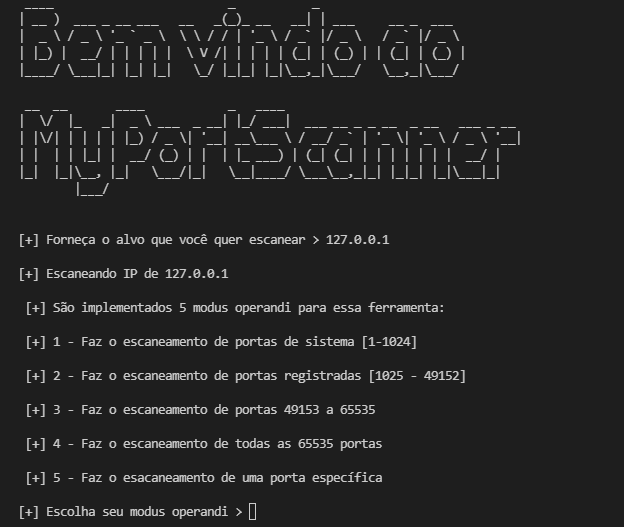 Bem vindo ao
MyPortScanner
[+] Forneça o alvo que você quer escanear > 127.0.0.1
[+] Escaneando IP de 127.0.0.1
[+] São implementados 5 modus operandi para essa ferramenta:
[+] 1 - Faz o escaneamento de portas de sistema [1-1024]
[+] 2 - Faz o escaneamento de portas registradas [1025 - 49152]
[+] 3 - Faz o escaneamento de portas 49153 a 65535
[+] 4 - Faz o escaneamento de todas as 65535 portas
[+] 5 - Faz o esacaneamento de uma porta específica
[+] Escolha seu modus operandi >